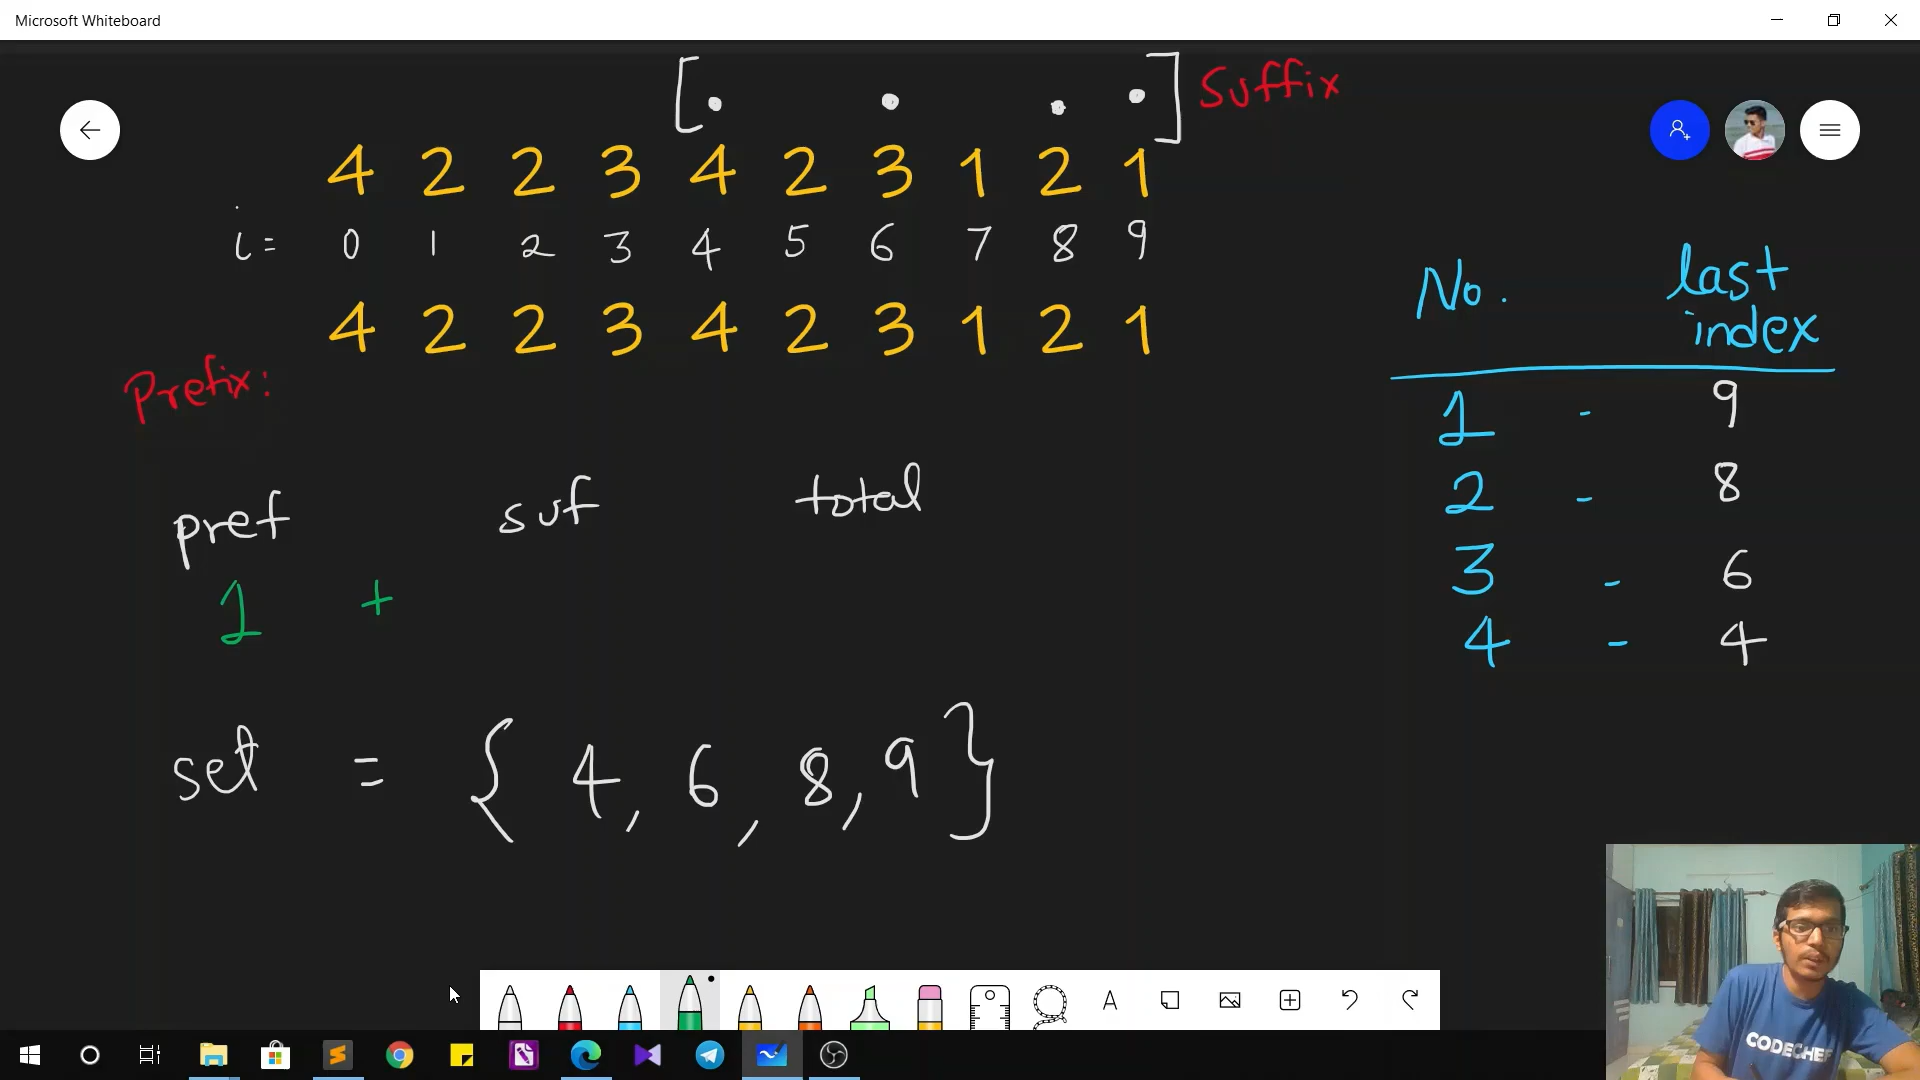 Microsoft Whiteboard
[ . . . . ] Suffix
4 2 2 3 4 2 3 1 2 1
i = 0 1 2 3 4 5 6 7 8 9
4 2 2 3 4 2 3 1 2 1
Prefix:
pref suf total
1 +
set = { 4, 6, 8, 9 }
No. last index
1 - 9
2 - 8
3 - 6
4 - 4
CODECHEF